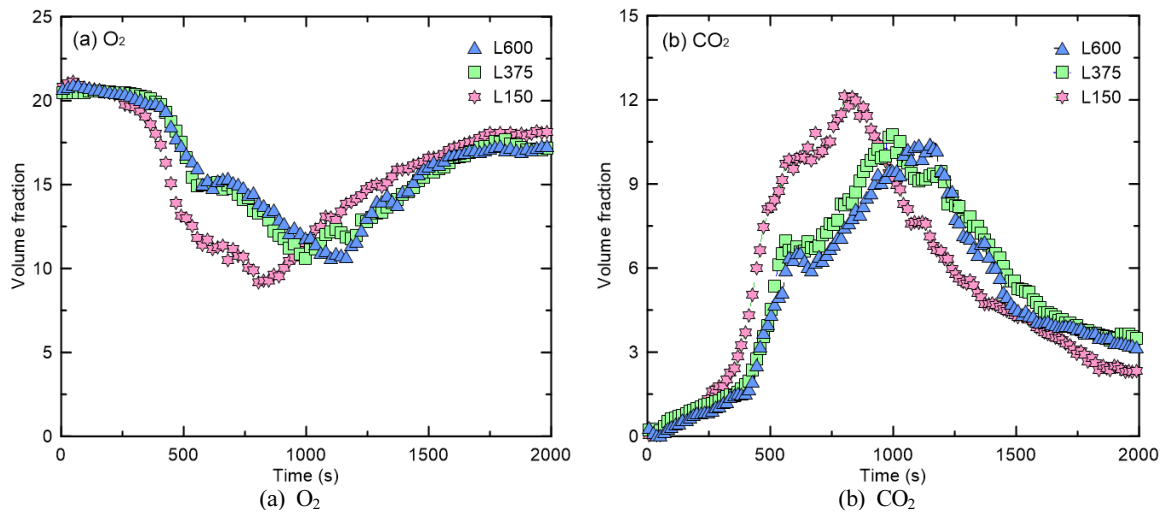 (a) O₂
L600
L375
L150
25
20
15
10
5
0
Volume fraction
0 500 1000 1500 2000
Time (s)
(a) O₂
(b) CO₂
L600
L375
L150
15
12
9
6
3
0
Volume fraction
0 500 1000 1500 2000
Time (s)
(b) CO₂